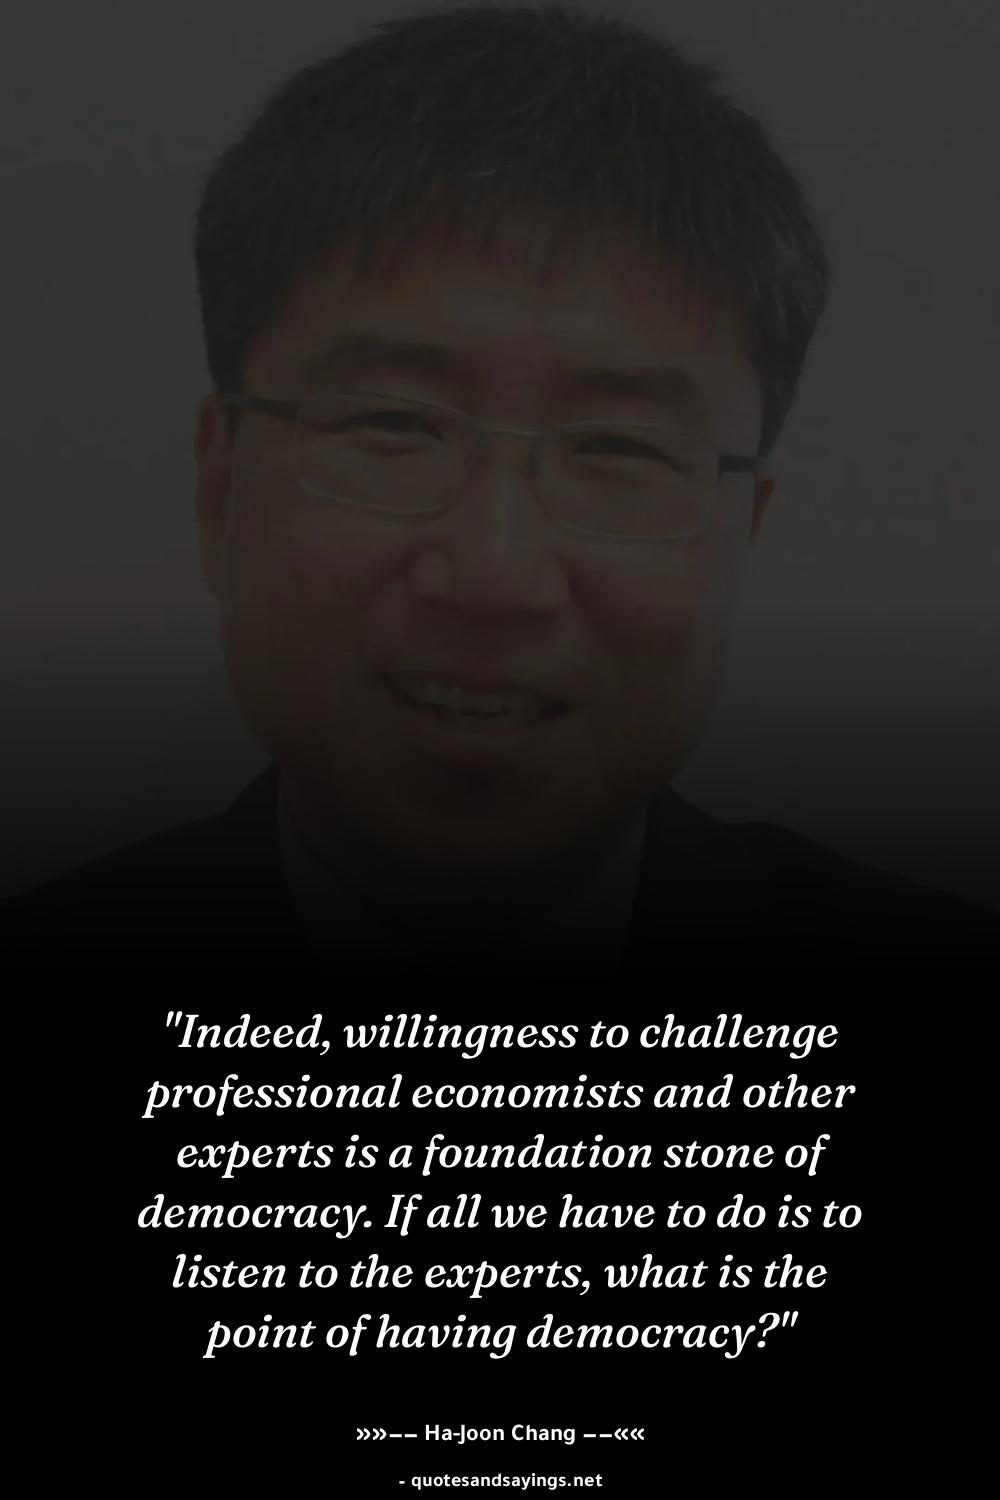 "Indeed, willingness to challenge
professional economists and other
experts is a foundation stone of
democracy. If all we have to do is to
listen to the experts, what is the
point of having democracy?"
»»−− Ha-Joon Chang −−««
- quotesandsayings.net